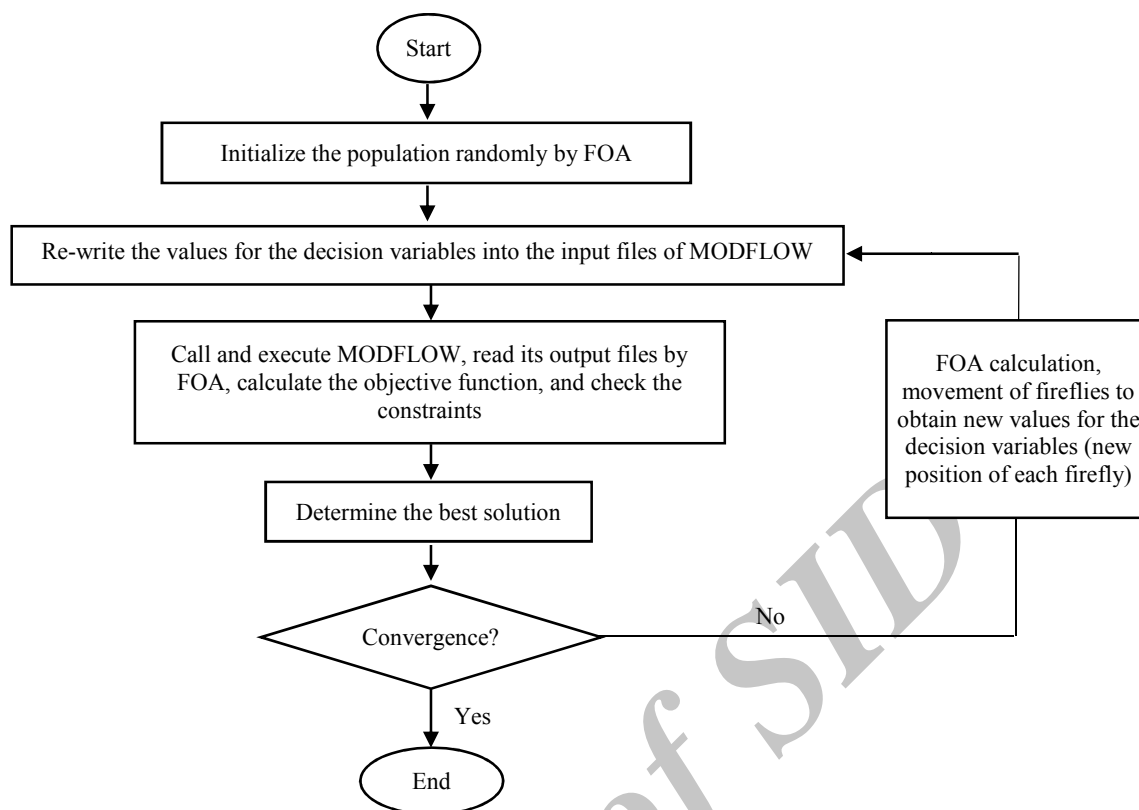 Start
Initialize the population randomly by FOA
Re-write the values for the decision variables into the input files of MODFLOW
Call and execute MODFLOW, read its output files by
FOA, calculate the objective function, and check the
constraints
FOA calculation,
movement of fireflies to
obtain new values for the
decision variables (new
position of each firefly)
Determine the best solution
Convergence?
No
Yes
End
of SID